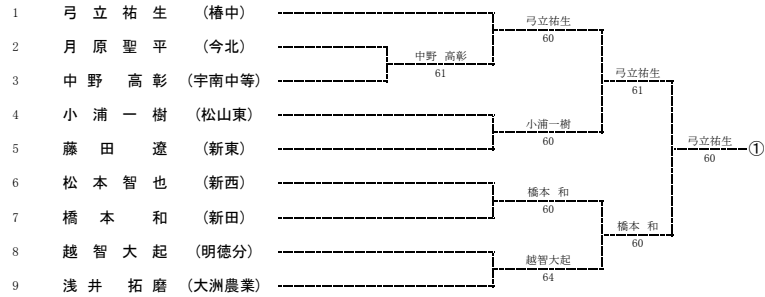 1 弓 立 祐 生 （椿中）
弓立祐生
60
2 月 原 聖 平 （今北）
中野 高彰
61
3 中 野 高 彰 （宇南中等）
弓立祐生
61
4 小 浦 一 樹 （松山東）
小浦一樹
60
5 藤 田 遼 （新東）
弓立祐生
60
①
6 松 本 智 也 （新西）
橋本 和
60
7 橋 本 和 （新田）
橋本 和
60
8 越 智 大 起 （明徳分）
越智大起
64
9 浅 井 拓 磨 （大洲農業）